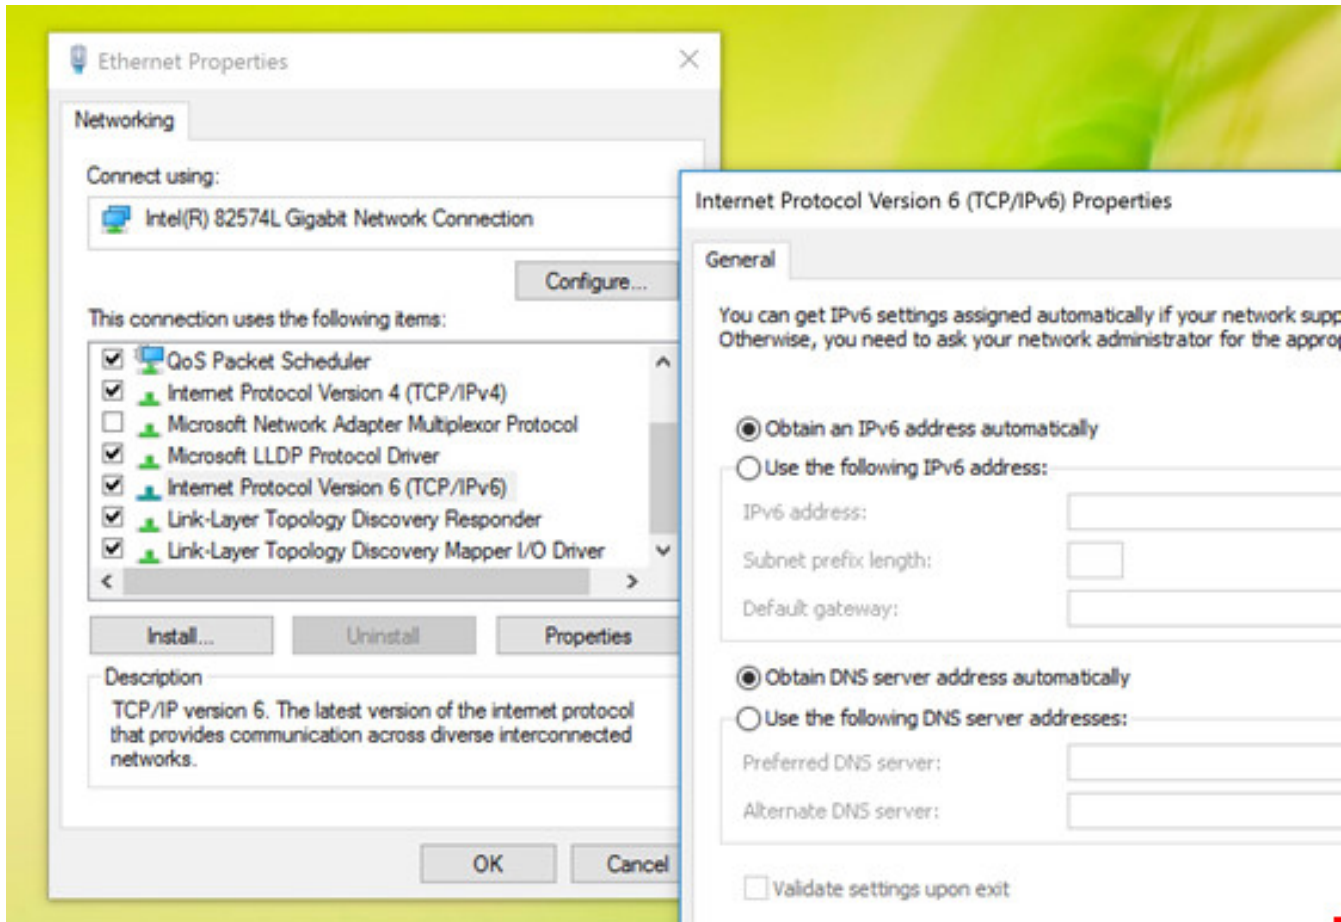 Ethernet Properties
Networking
Connect using:
Intel(R) 82574L Gigabit Network Connection
Configure...
This connection uses the following items:
QoS Packet Scheduler
Internet Protocol Version 4 (TCP/IPv4)
Microsoft Network Adapter Multiplexor Protocol
Microsoft LLDP Protocol Driver
Internet Protocol Version 6 (TCP/IPv6)
Link-Layer Topology Discovery Responder
Link-Layer Topology Discovery Mapper I/O Driver
Install...
Uninstall
Properties
Description
TCP/IP version 6. The latest version of the internet protocol
that provides communication across diverse interconnected
networks.
OK
Cancel
Internet Protocol Version 6 (TCP/IPv6) Properties
General
You can get IPv6 settings assigned automatically if your network supp
Otherwise, you need to ask your network administrator for the approp
Obtain an IPv6 address automatically
Use the following IPv6 address:
IPv6 address:
Subnet prefix length:
Default gateway:
Obtain DNS server address automatically
Use the following DNS server addresses:
Preferred DNS server:
Alternate DNS server:
Validate settings upon exit